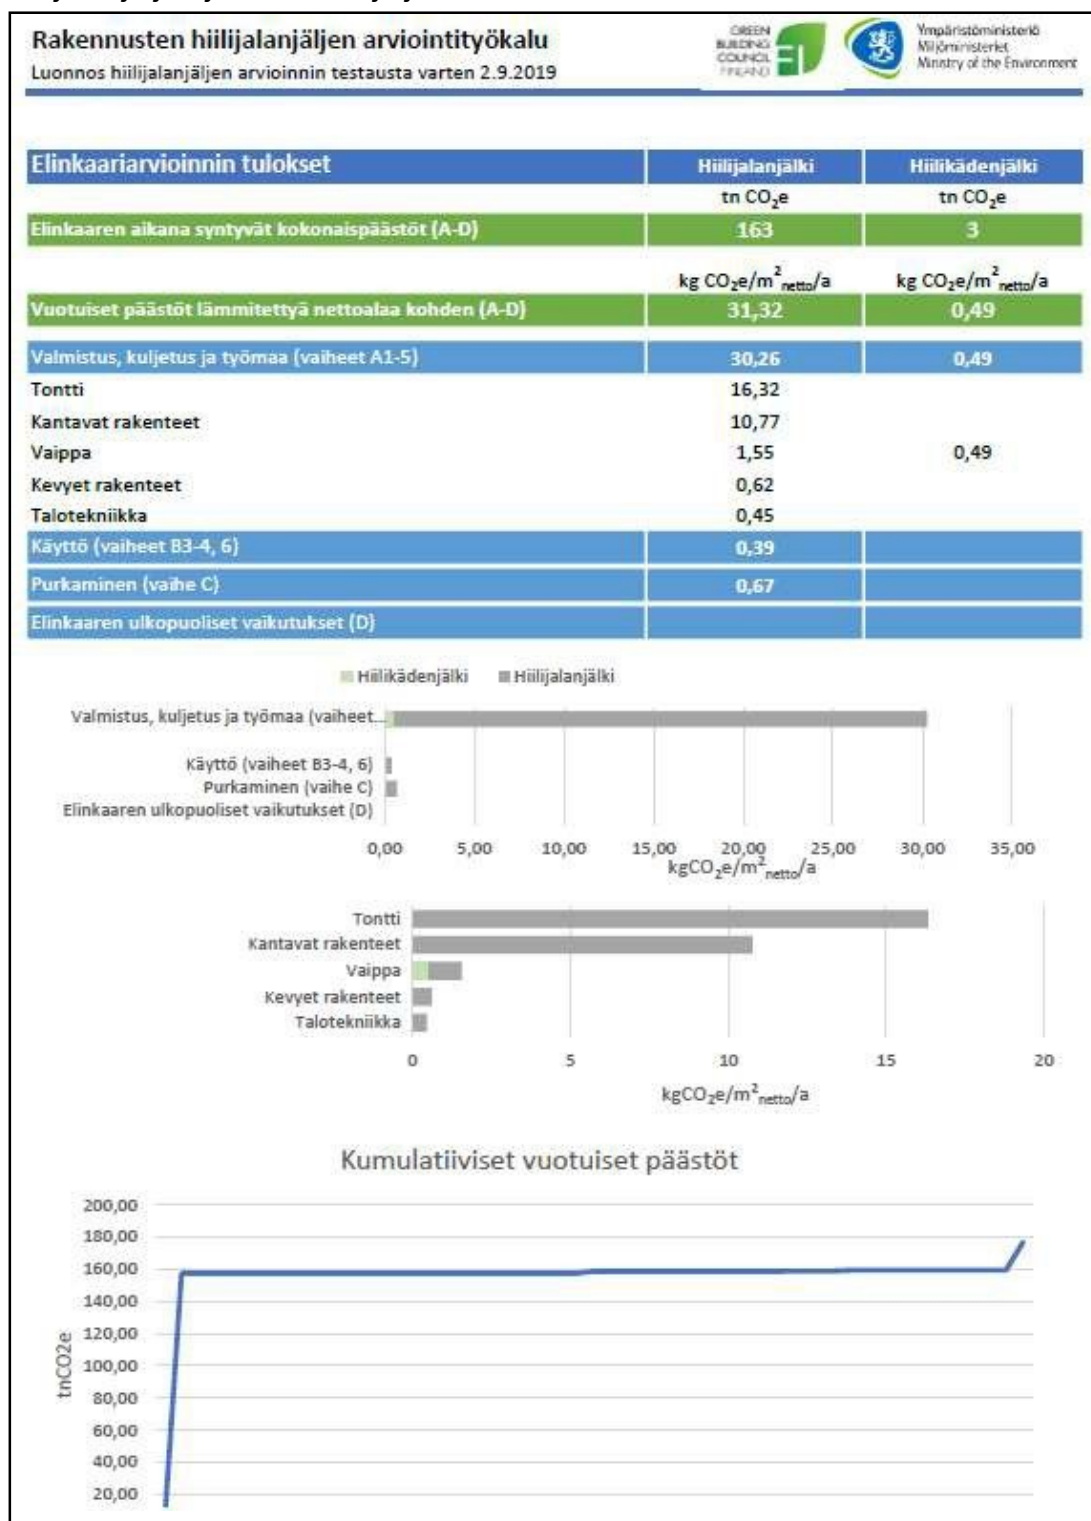 Rakennusten hiilijalanjäljen arviointityökalu
Luonnos hiilijalanjäljen arvioinnin testausta varten 2.9.2019
GREEN
BUILDING
COUNCIL
FINLAND
Ympäristöministeriö
Miljöministeriet
Ministry of the Environment
Elinkaariarvioinnin tulokset Hiilijalanjälki Hiilikädenjälki
tn CO2e tn CO2e
Elinkaaren aikana syntyvät kokonaispäästöt (A-D) 163 3
kg CO2e/m²netto/a kg CO2e/m²netto/a
Vuotuiset päästöt lämmitettyä nettoalaa kohden (A-D) 31,32 0,49
Valmistus, kuljetus ja työmaa (vaiheet A1-5) 30,26 0,49
Tontti 16,32
Kantavat rakenteet 10,77
Vaippa 1,55 0,49
Kevyet rakenteet 0,62
Talotekniikka 0,45
Käyttö (vaiheet B3-4, 6) 0,39
Purkaminen (vaihe C) 0,67
Elinkaaren ulkopuoliset vaikutukset (D)
Hiilikädenjälki Hiilijalanjälki
Valmistus, kuljetus ja työmaa (vaiheet...
Käyttö (vaiheet B3-4, 6)
Purkaminen (vaihe C)
Elinkaaren ulkopuoliset vaikutukset (D)
0,00 5,00 10,00 15,00 20,00 25,00 30,00 35,00
kgCO2e/m²netto/a
Tontti
Kantavat rakenteet
Vaippa
Kevyet rakenteet
Talotekniikka
0 5 10 15 20
kgCO2e/m²netto/a
Kumulatiiviset vuotuiset päästöt
200,00
180,00
160,00
140,00
120,00
100,00
80,00
60,00
40,00
20,00
tnCO2e